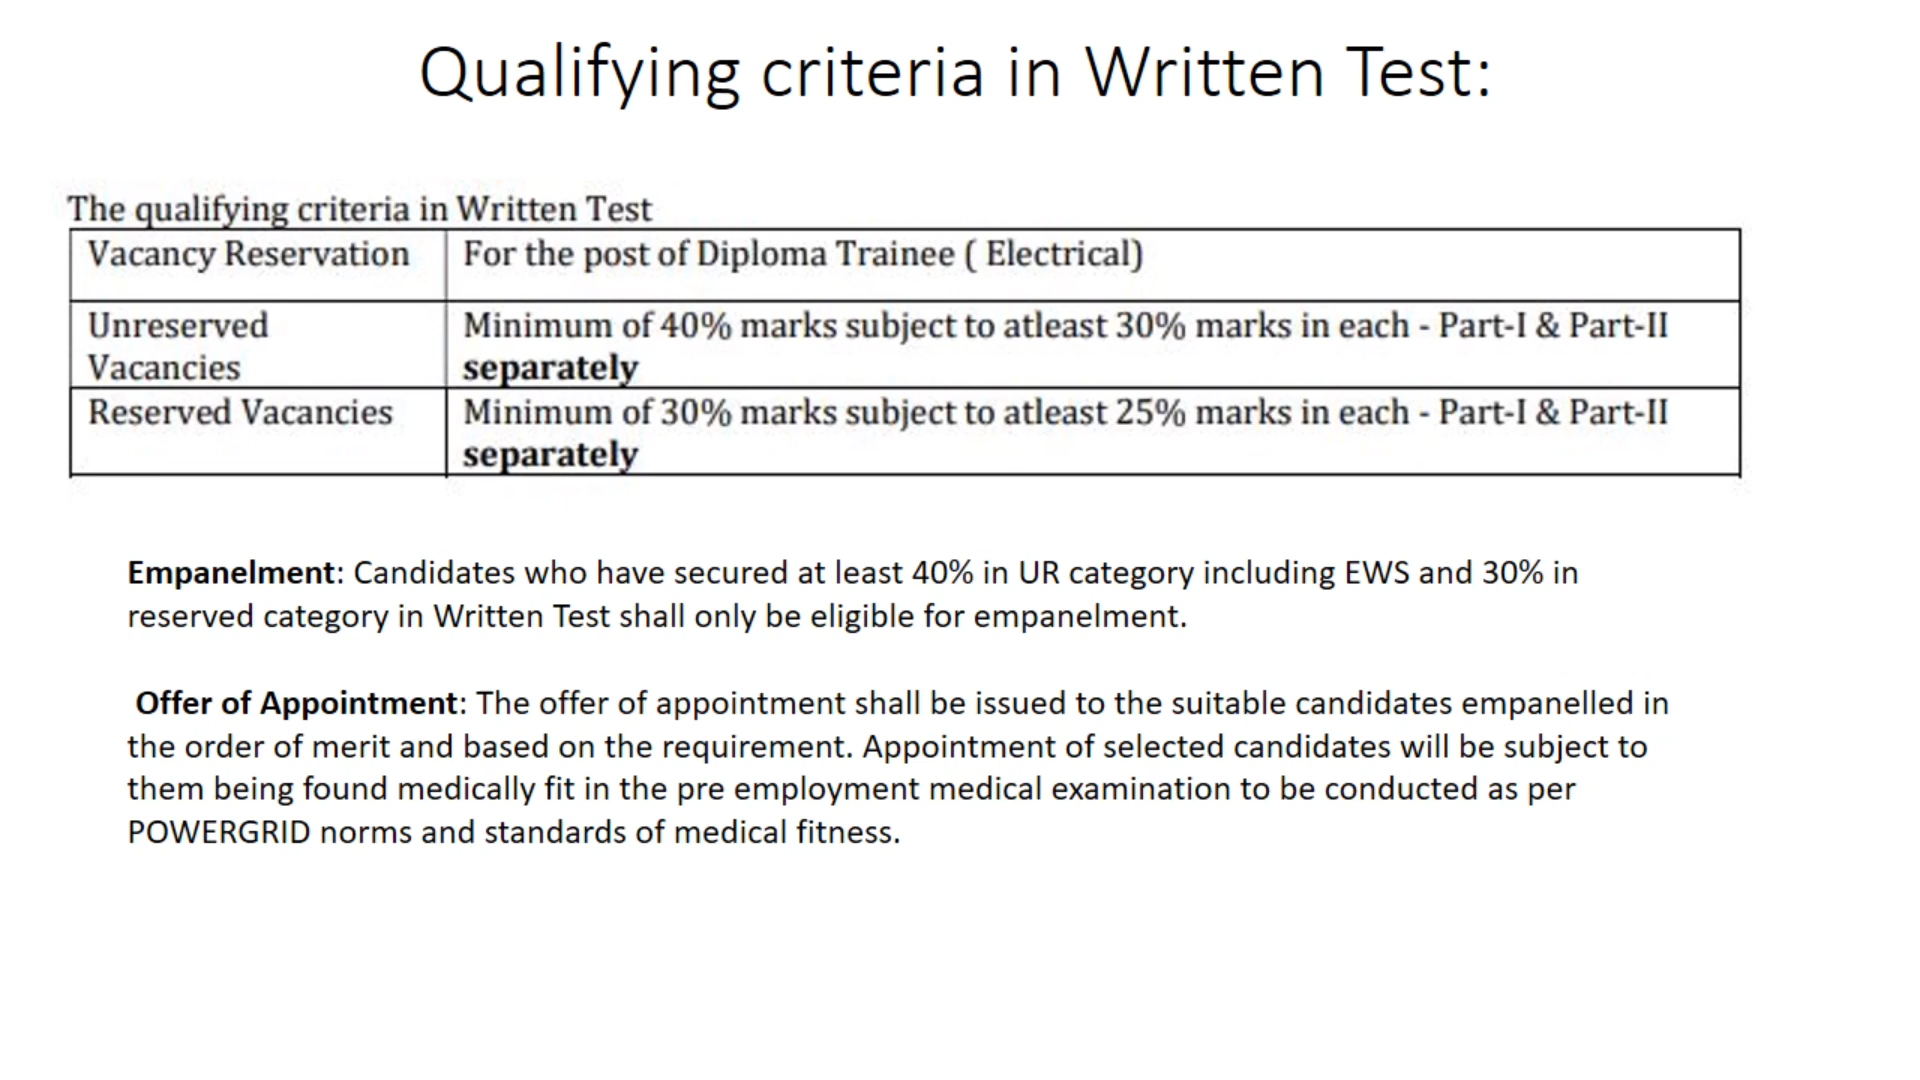 Qualifying criteria in Written Test:
The qualifying criteria in Written Test
Vacancy Reservation For the post of Diploma Trainee ( Electrical)
Unreserved Minimum of 40% marks subject to atleast 30% marks in each - Part-I & Part-II
Vacancies separately
Reserved Vacancies Minimum of 30% marks subject to atleast 25% marks in each - Part-I & Part-II
separately
Empanelment: Candidates who have secured at least 40% in UR category including EWS and 30% in
reserved category in Written Test shall only be eligible for empanelment.
Offer of Appointment: The offer of appointment shall be issued to the suitable candidates empanelled in
the order of merit and based on the requirement. Appointment of selected candidates will be subject to
them being found medically fit in the pre employment medical examination to be conducted as per
POWERGRID norms and standards of medical fitness.